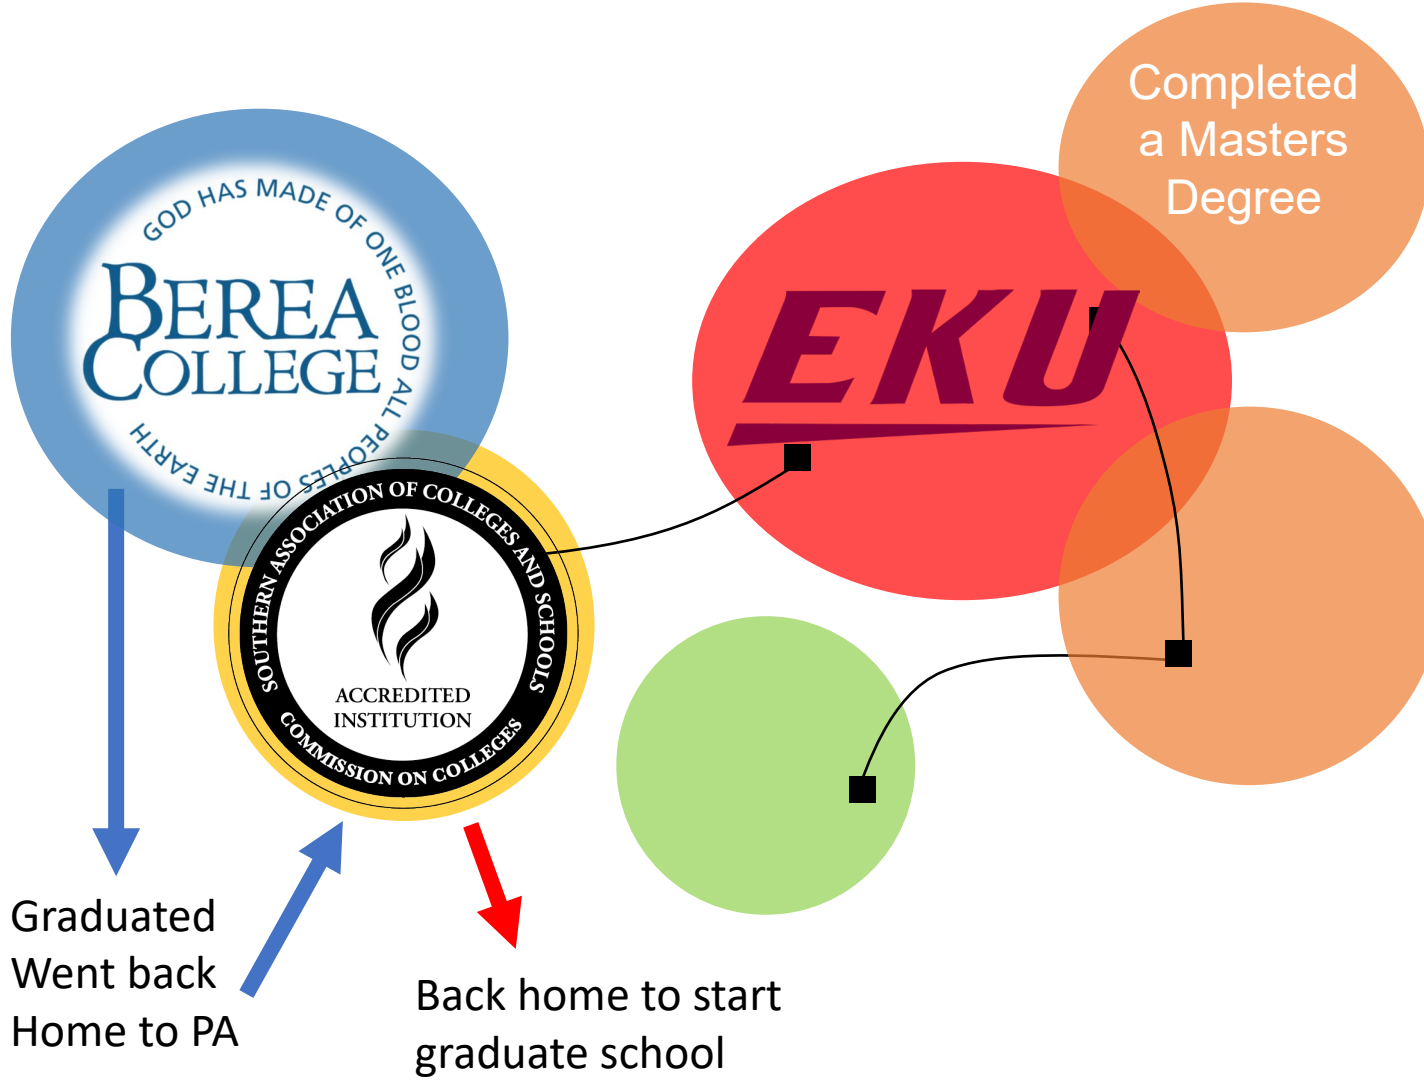 Completed
a Masters
Degree
GOD HAS MADE OF ONE BLOOD ALL PEOPLES OF THE EARTH
BEREA
COLLEGE
EKU
SOUTHERN ASSOCIATION OF COLLEGES AND SCHOOLS
ACCREDITED
INSTITUTION
COMMISSION ON COLLEGES
Graduated
Went back
Home to PA
Back home to start
graduate school